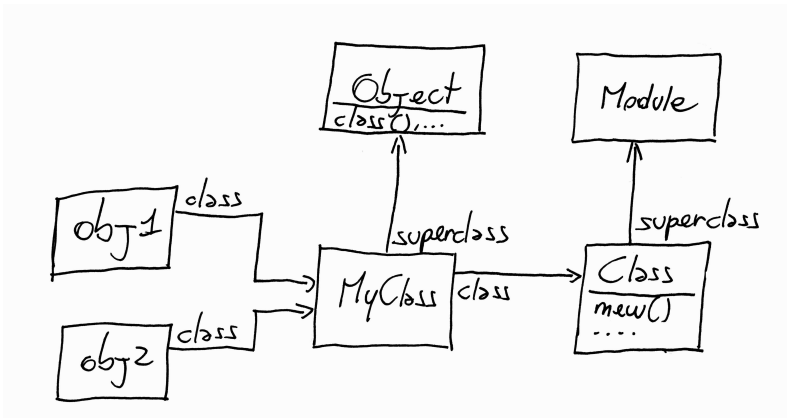 Object
class(),...
Module
class
obj1
superclass
superclass
MyClass
class
Class
new()
....
class
obj2